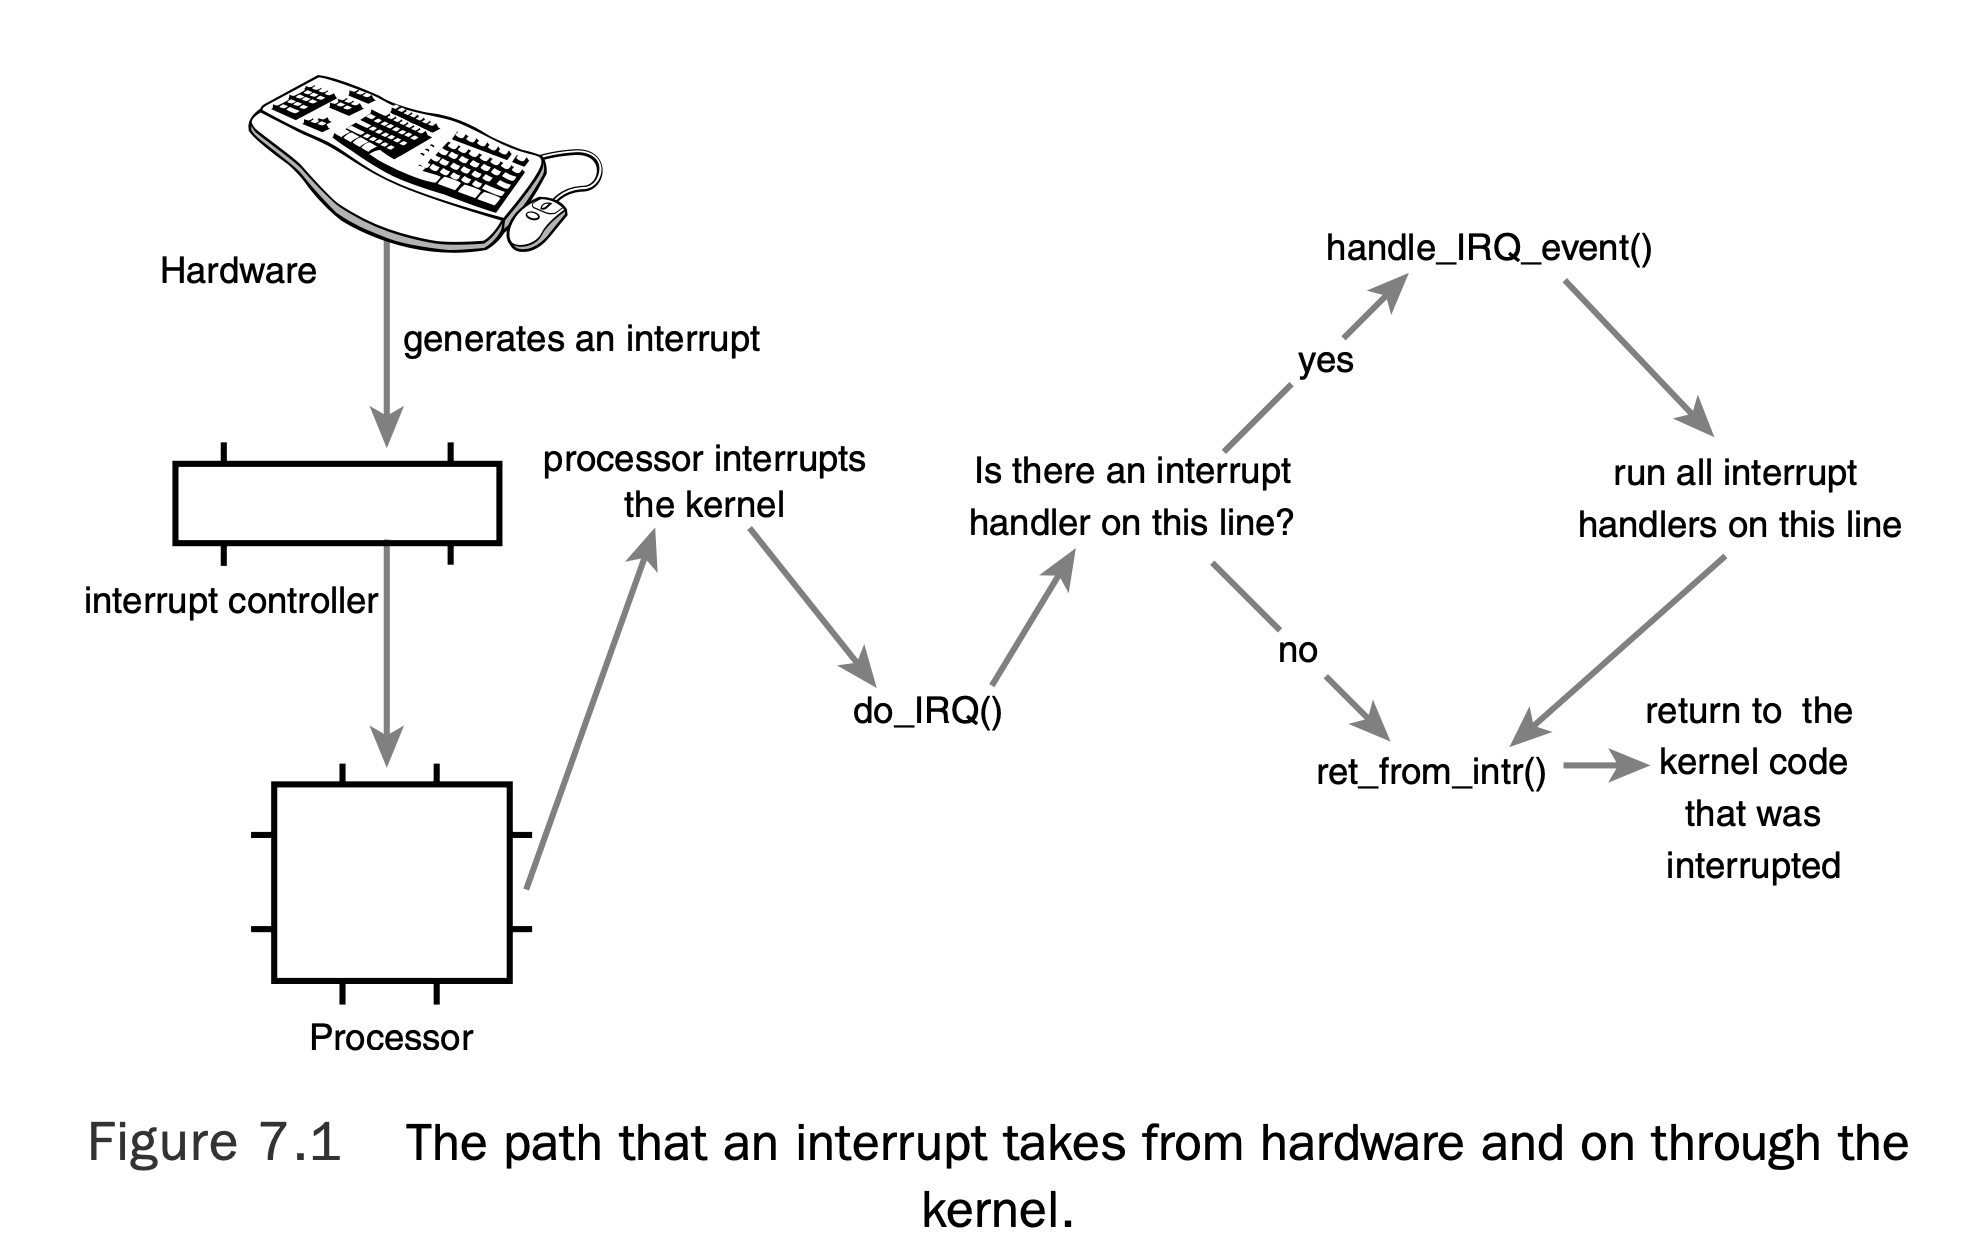 Hardware
generates an interrupt
interrupt controller
Processor
processor interrupts
the kernel
do_IRQ()
Is there an interrupt
handler on this line?
yes
no
handle_IRQ_event()
run all interrupt
handlers on this line
ret_from_intr()
return to the
kernel code
that was
interrupted
Figure 7.1 The path that an interrupt takes from hardware and on through the
kernel.